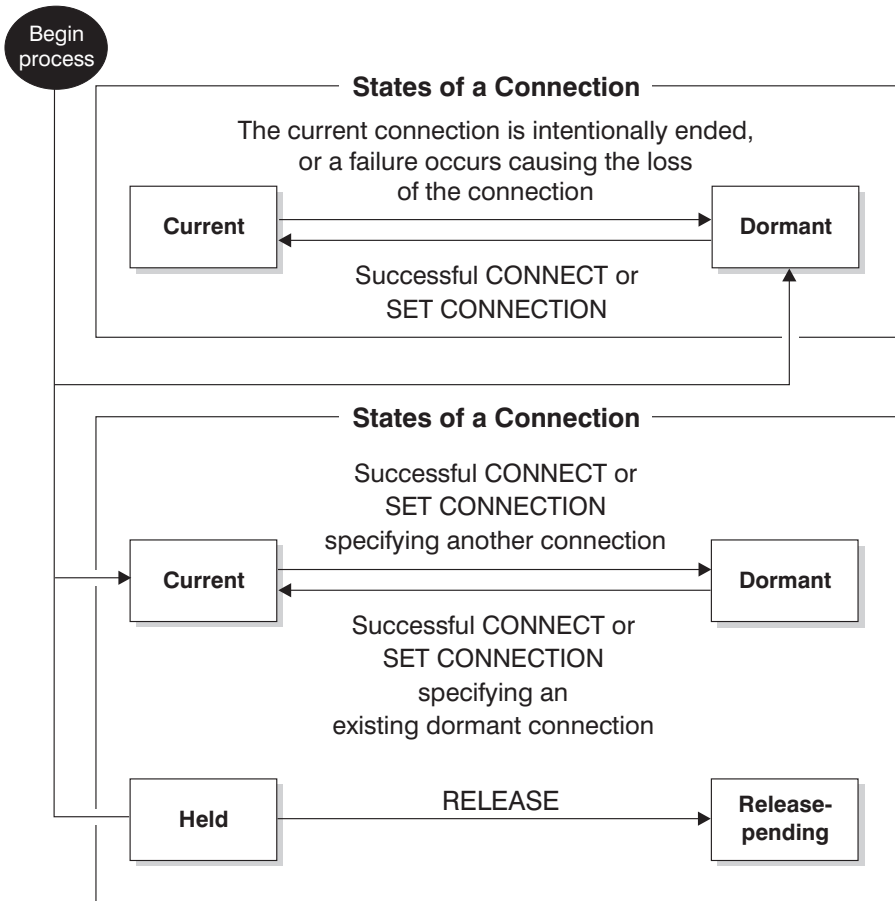 Begin
process
States of a Connection
The current connection is intentionally ended,
or a failure occurs causing the loss
of the connection
Current
Dormant
Successful CONNECT or
SET CONNECTION
States of a Connection
Successful CONNECT or
SET CONNECTION
specifying another connection
Current
Dormant
Successful CONNECT or
SET CONNECTION
specifying an
existing dormant connection
Held
RELEASE
Release-
pending